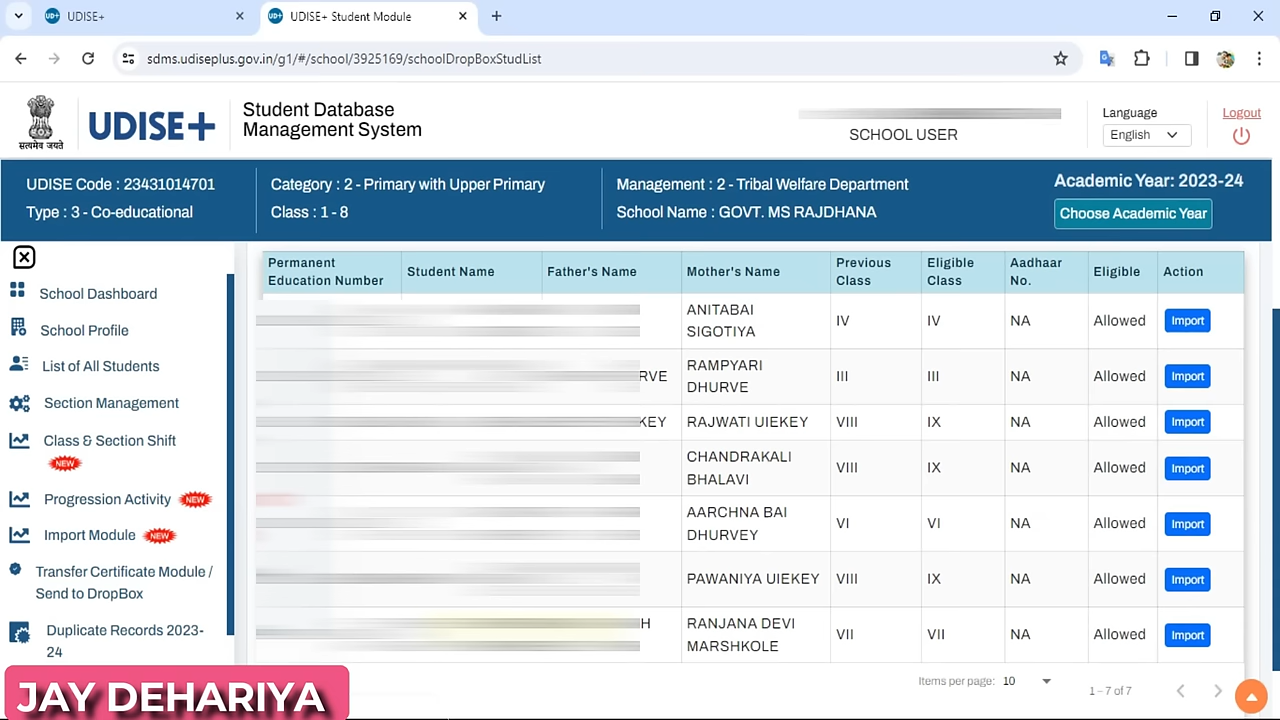 UDISE+
UDISE+ Student Module
sdms.udiseplus.gov.in/g1/#/school/3925169/schoolDropBoxStudList
सत्यमेव जयते
UDISE+
Student Database
Management System
SCHOOL USER
Language
English
Logout
UDISE Code : 23431014701
Type : 3 - Co-educational
Category : 2 - Primary with Upper Primary
Class : 1 - 8
Management : 2 - Tribal Welfare Department
School Name : GOVT. MS RAJDHANA
Academic Year: 2023-24
Choose Academic Year
School Dashboard
School Profile
List of All Students
Section Management
Class & Section Shift
NEW
Progression Activity NEW
Import Module NEW
Transfer Certificate Module /
Send to DropBox
Duplicate Records 2023-
24
Permanent
Education Number
Student Name
Father's Name
Mother's Name
Previous
Class
Eligible
Class
Aadhaar
No.
Eligible
Action
ANITABAI
SIGOTIYA
IV IV NA Allowed Import
RVE
RAMPYARI
DHURVE
III III NA Allowed Import
KEY RAJWATI UIEKEY VIII IX NA Allowed Import
CHANDRAKALI
BHALAVI
VIII IX NA Allowed Import
AARCHNA BAI
DHURVEY
VI VI NA Allowed Import
PAWANIYA UIEKEY VIII IX NA Allowed Import
H
RANJANA DEVI
MARSHKOLE
VII VII NA Allowed Import
Items per page: 10
1 - 7 of 7
JAY DEHARIYA